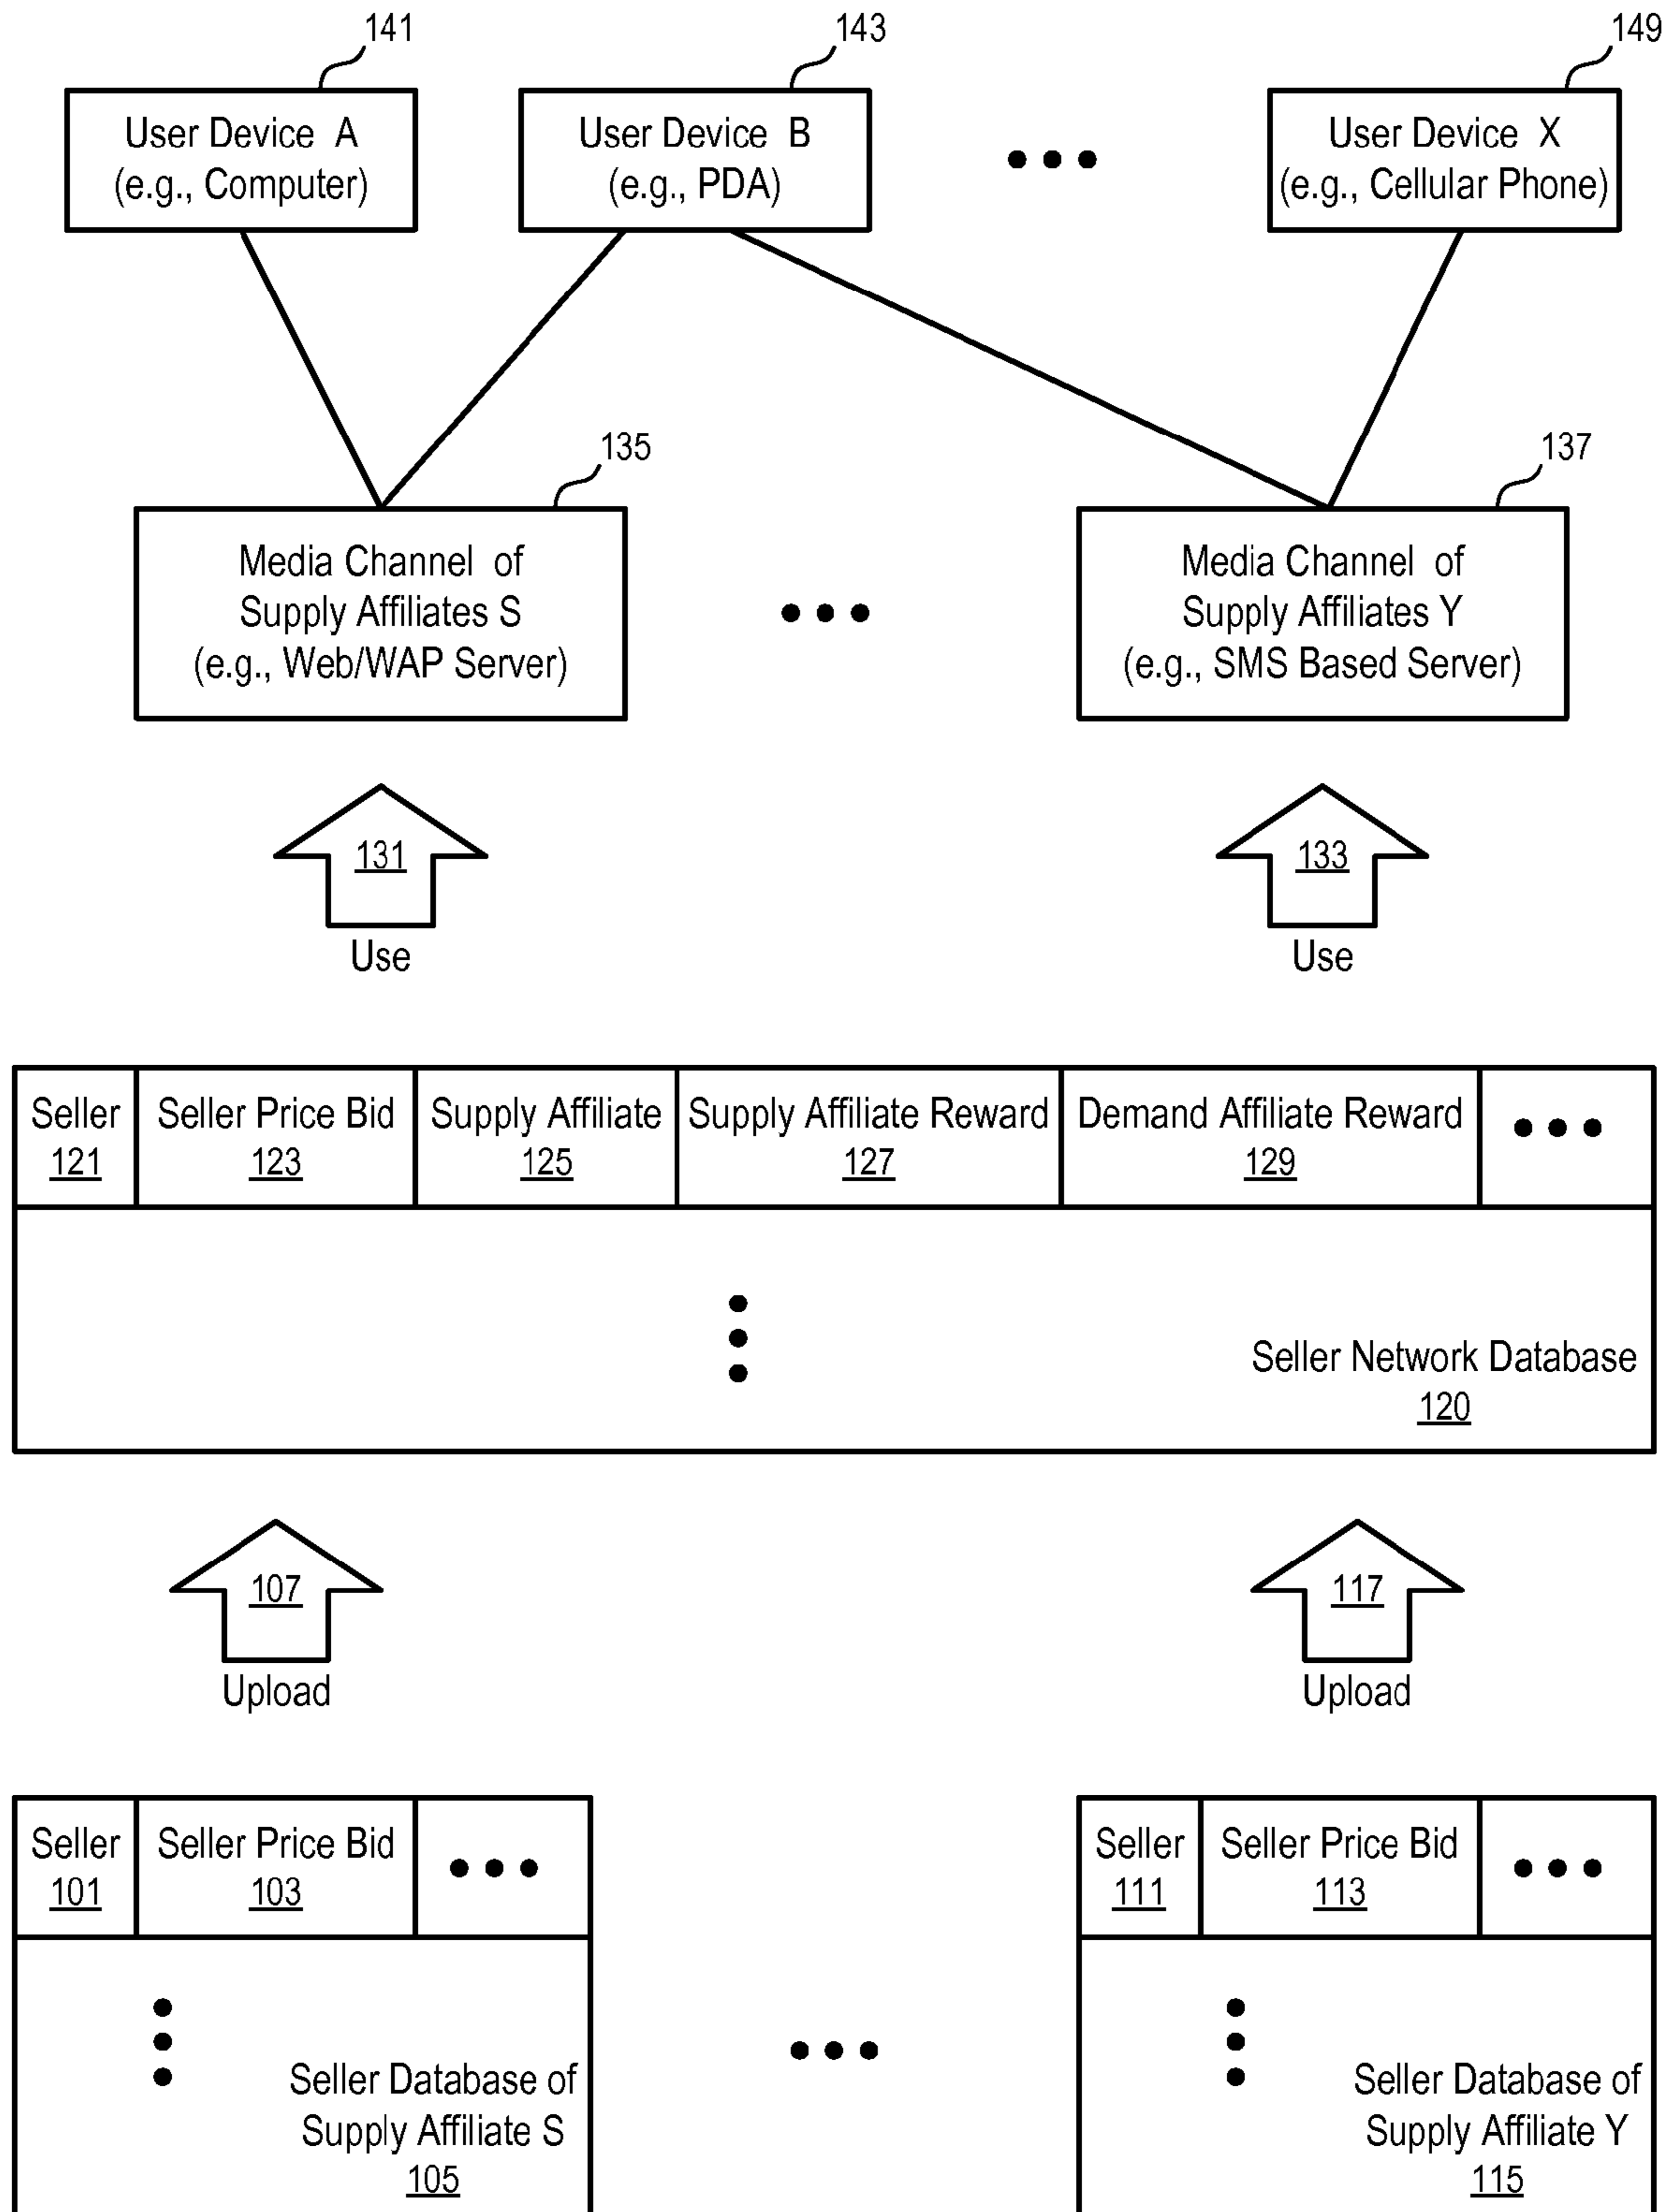 141
143
149
User Device A
(e.g., Computer)
User Device B
(e.g., PDA)
User Device X
(e.g., Cellular Phone)
135
137
Media Channel of
Supply Affiliates S
(e.g., Web/WAP Server)
Media Channel of
Supply Affiliates Y
(e.g., SMS Based Server)
131
Use
133
Use
Seller
121
Seller Price Bid
123
Supply Affiliate
125
Supply Affiliate Reward
127
Demand Affiliate Reward
129
Seller Network Database
120
107
Upload
117
Upload
Seller
101
Seller Price Bid
103
Seller Database of
Supply Affiliate S
105
Seller
111
Seller Price Bid
113
Seller Database of
Supply Affiliate Y
115